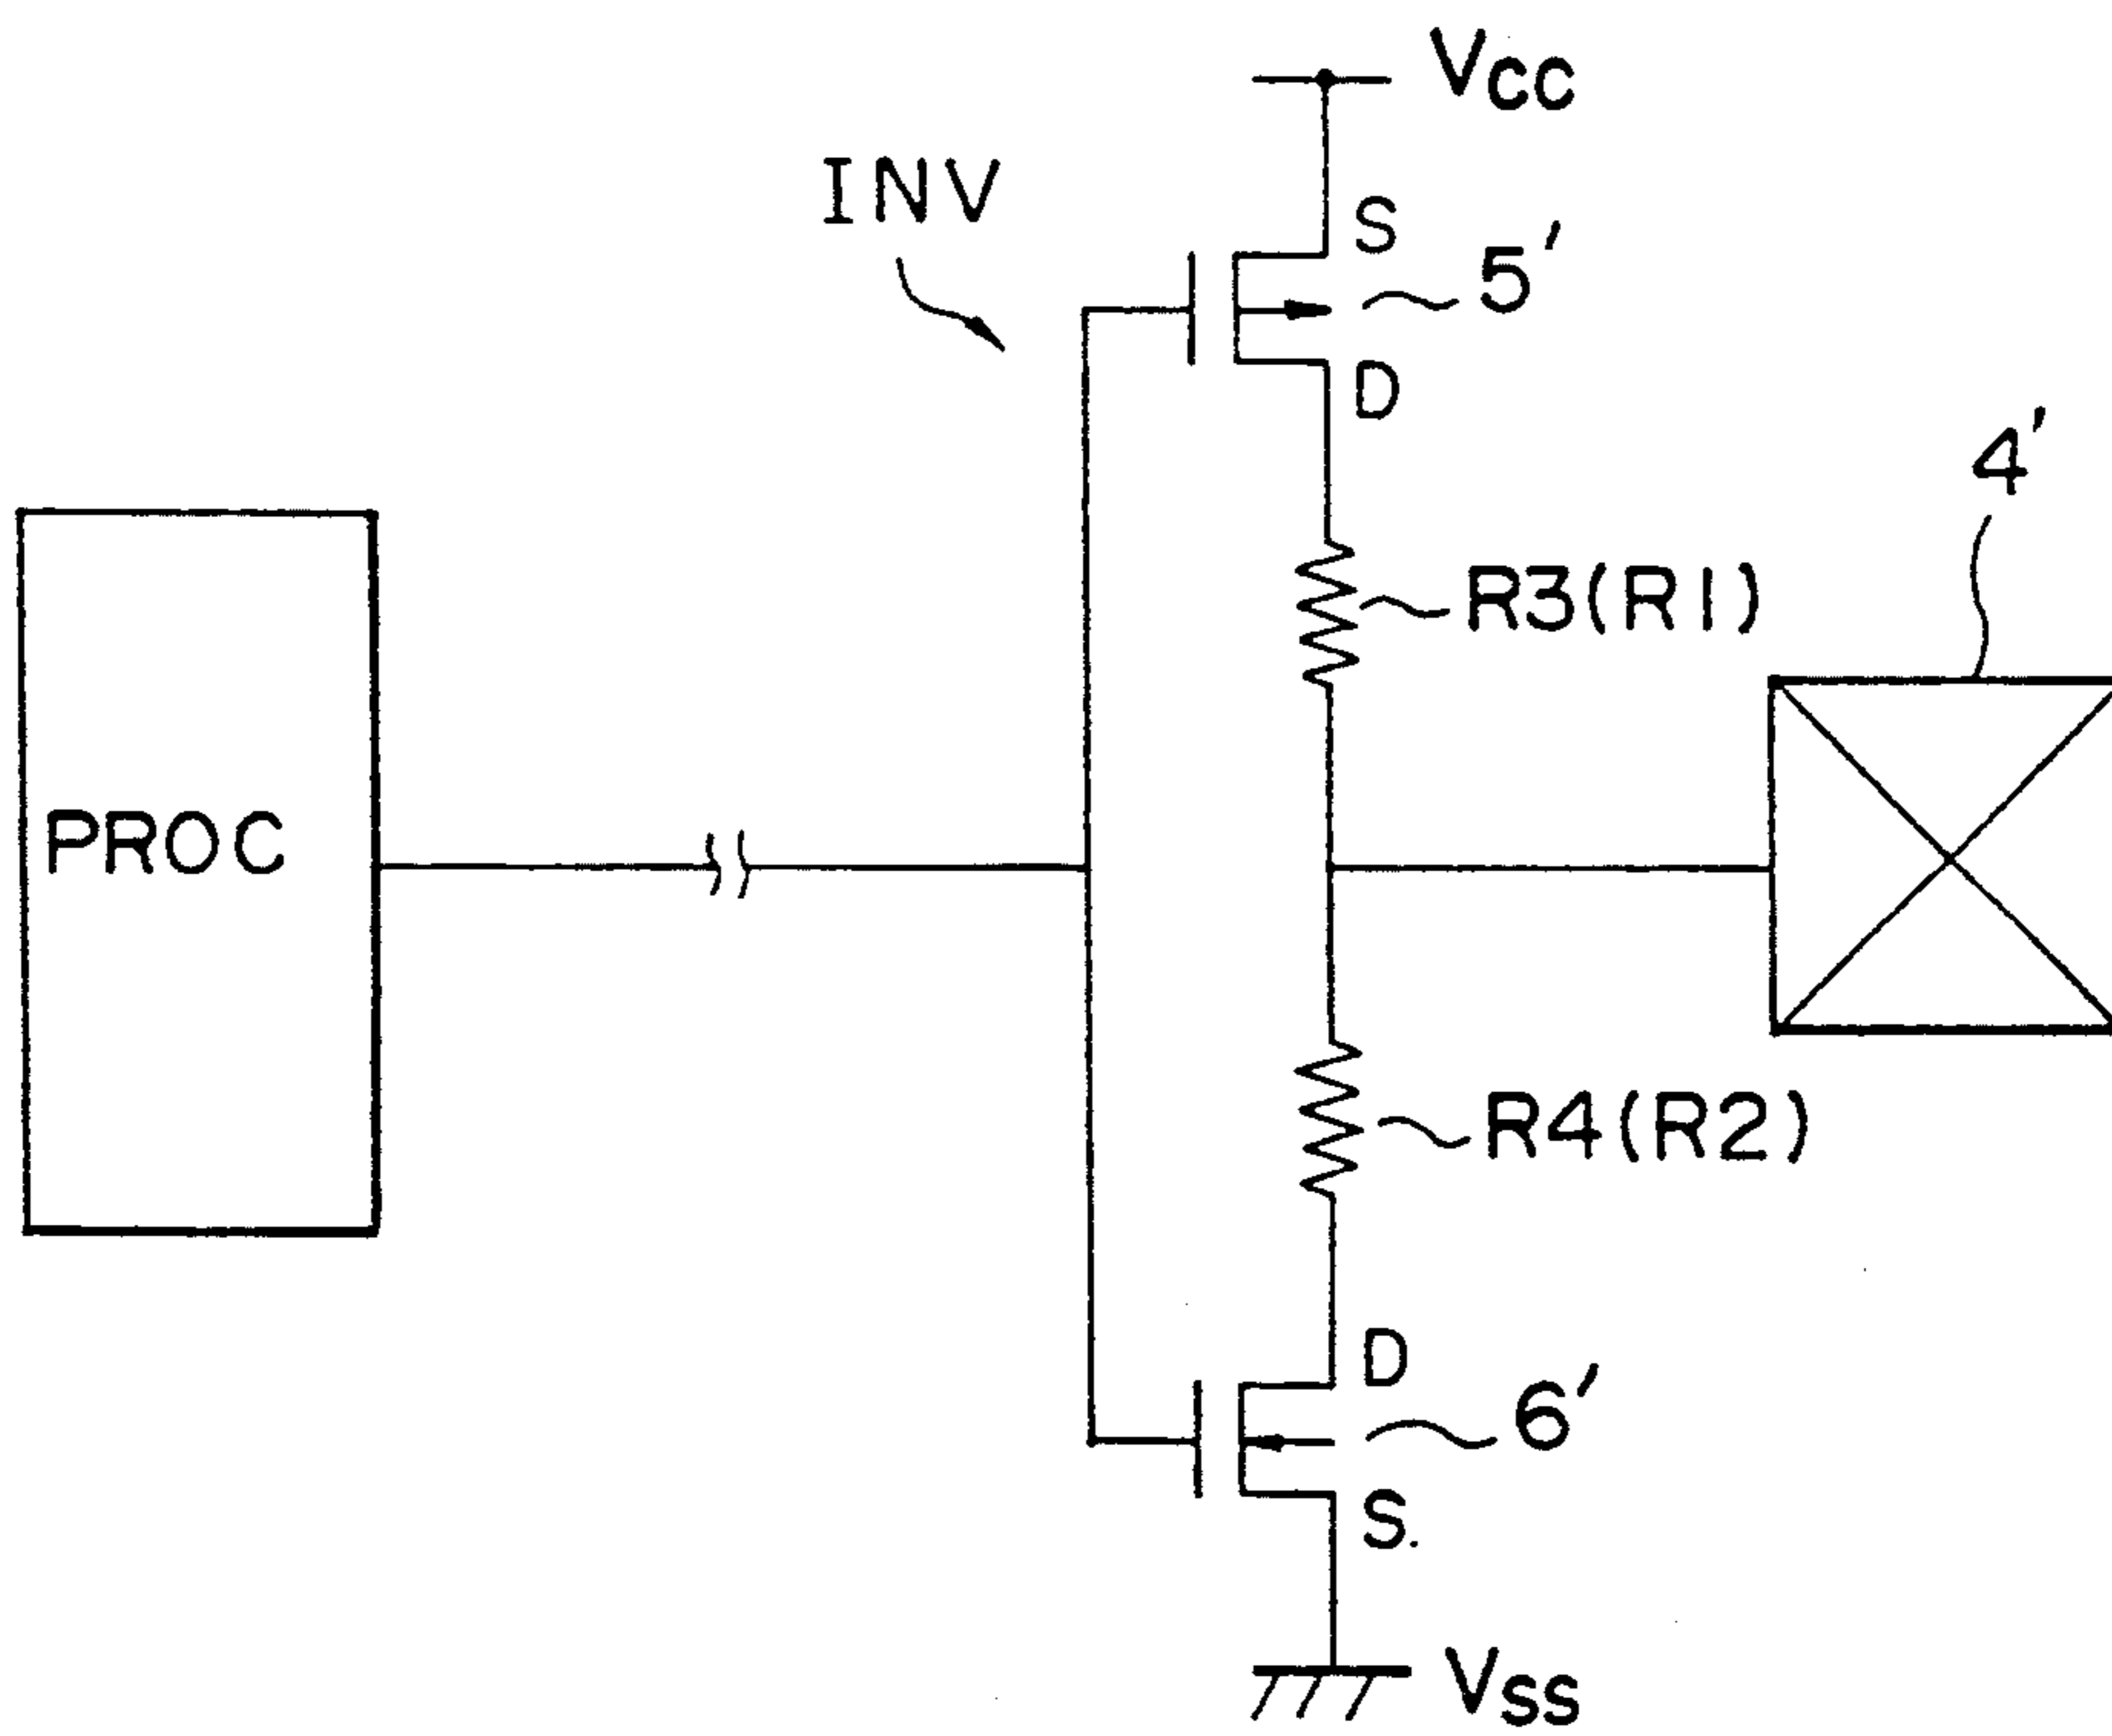 VCC
INV
S
5'
D
4'
R3(R1)
PROC
R4(R2)
D
6'
S.
VSS